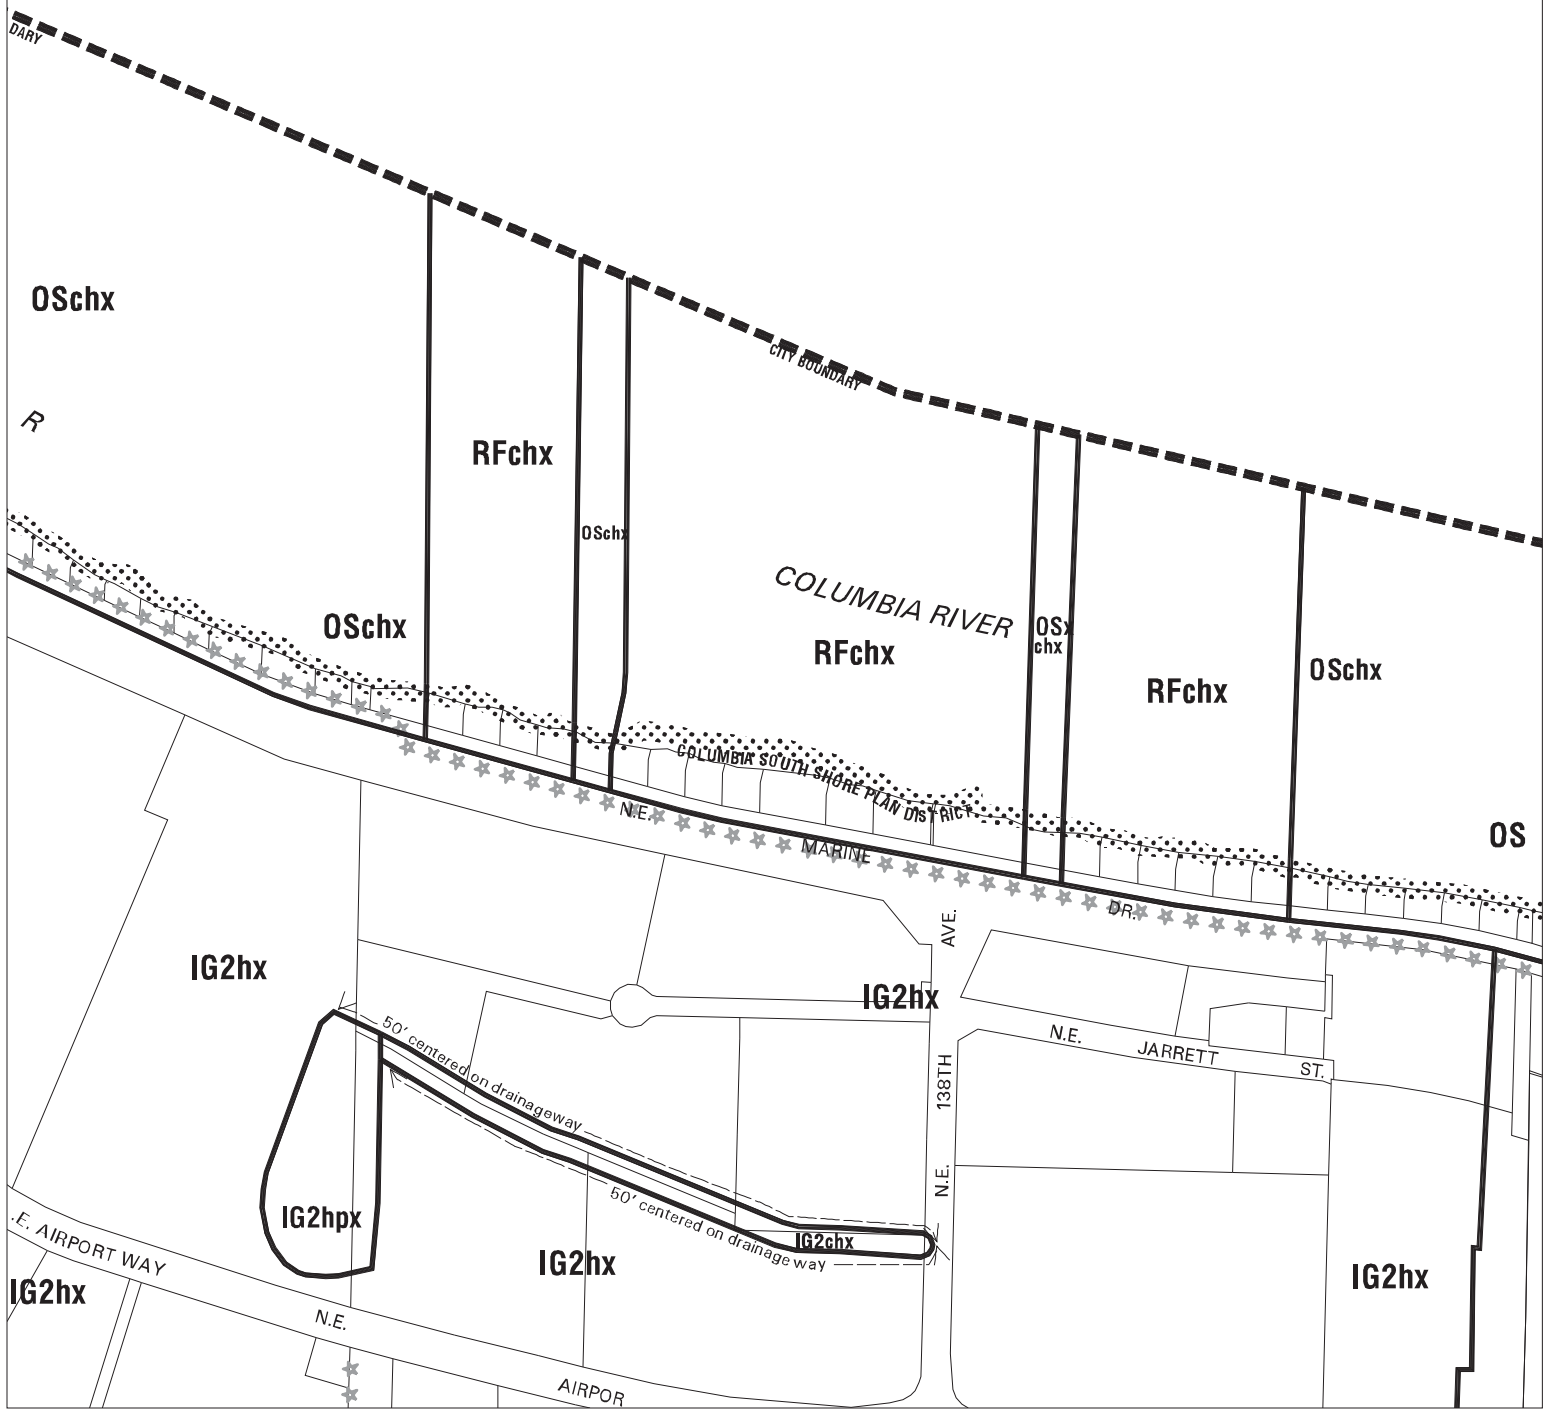 DARY
OSchx
R
CITY BOUNDARY
RFchx
OSchx
COLUMBIA RIVER
OSchx
RFchx
OSx
chx
OSchx
RFchx
COLUMBIA SOUTH SHORE PLAN DISTRICT
OS
N.E.
MARINE
DR.
IG2hx
IG2hx
AVE.
138TH
N.E.
N.E.
JARRETT
ST.
50' centered on drainageway
50' centered on drainage way
IG2hpx
IG2chx
IG2hx
IG2hx
.E. AIRPORT WAY
IG2hx
N.E.
AIRPOR